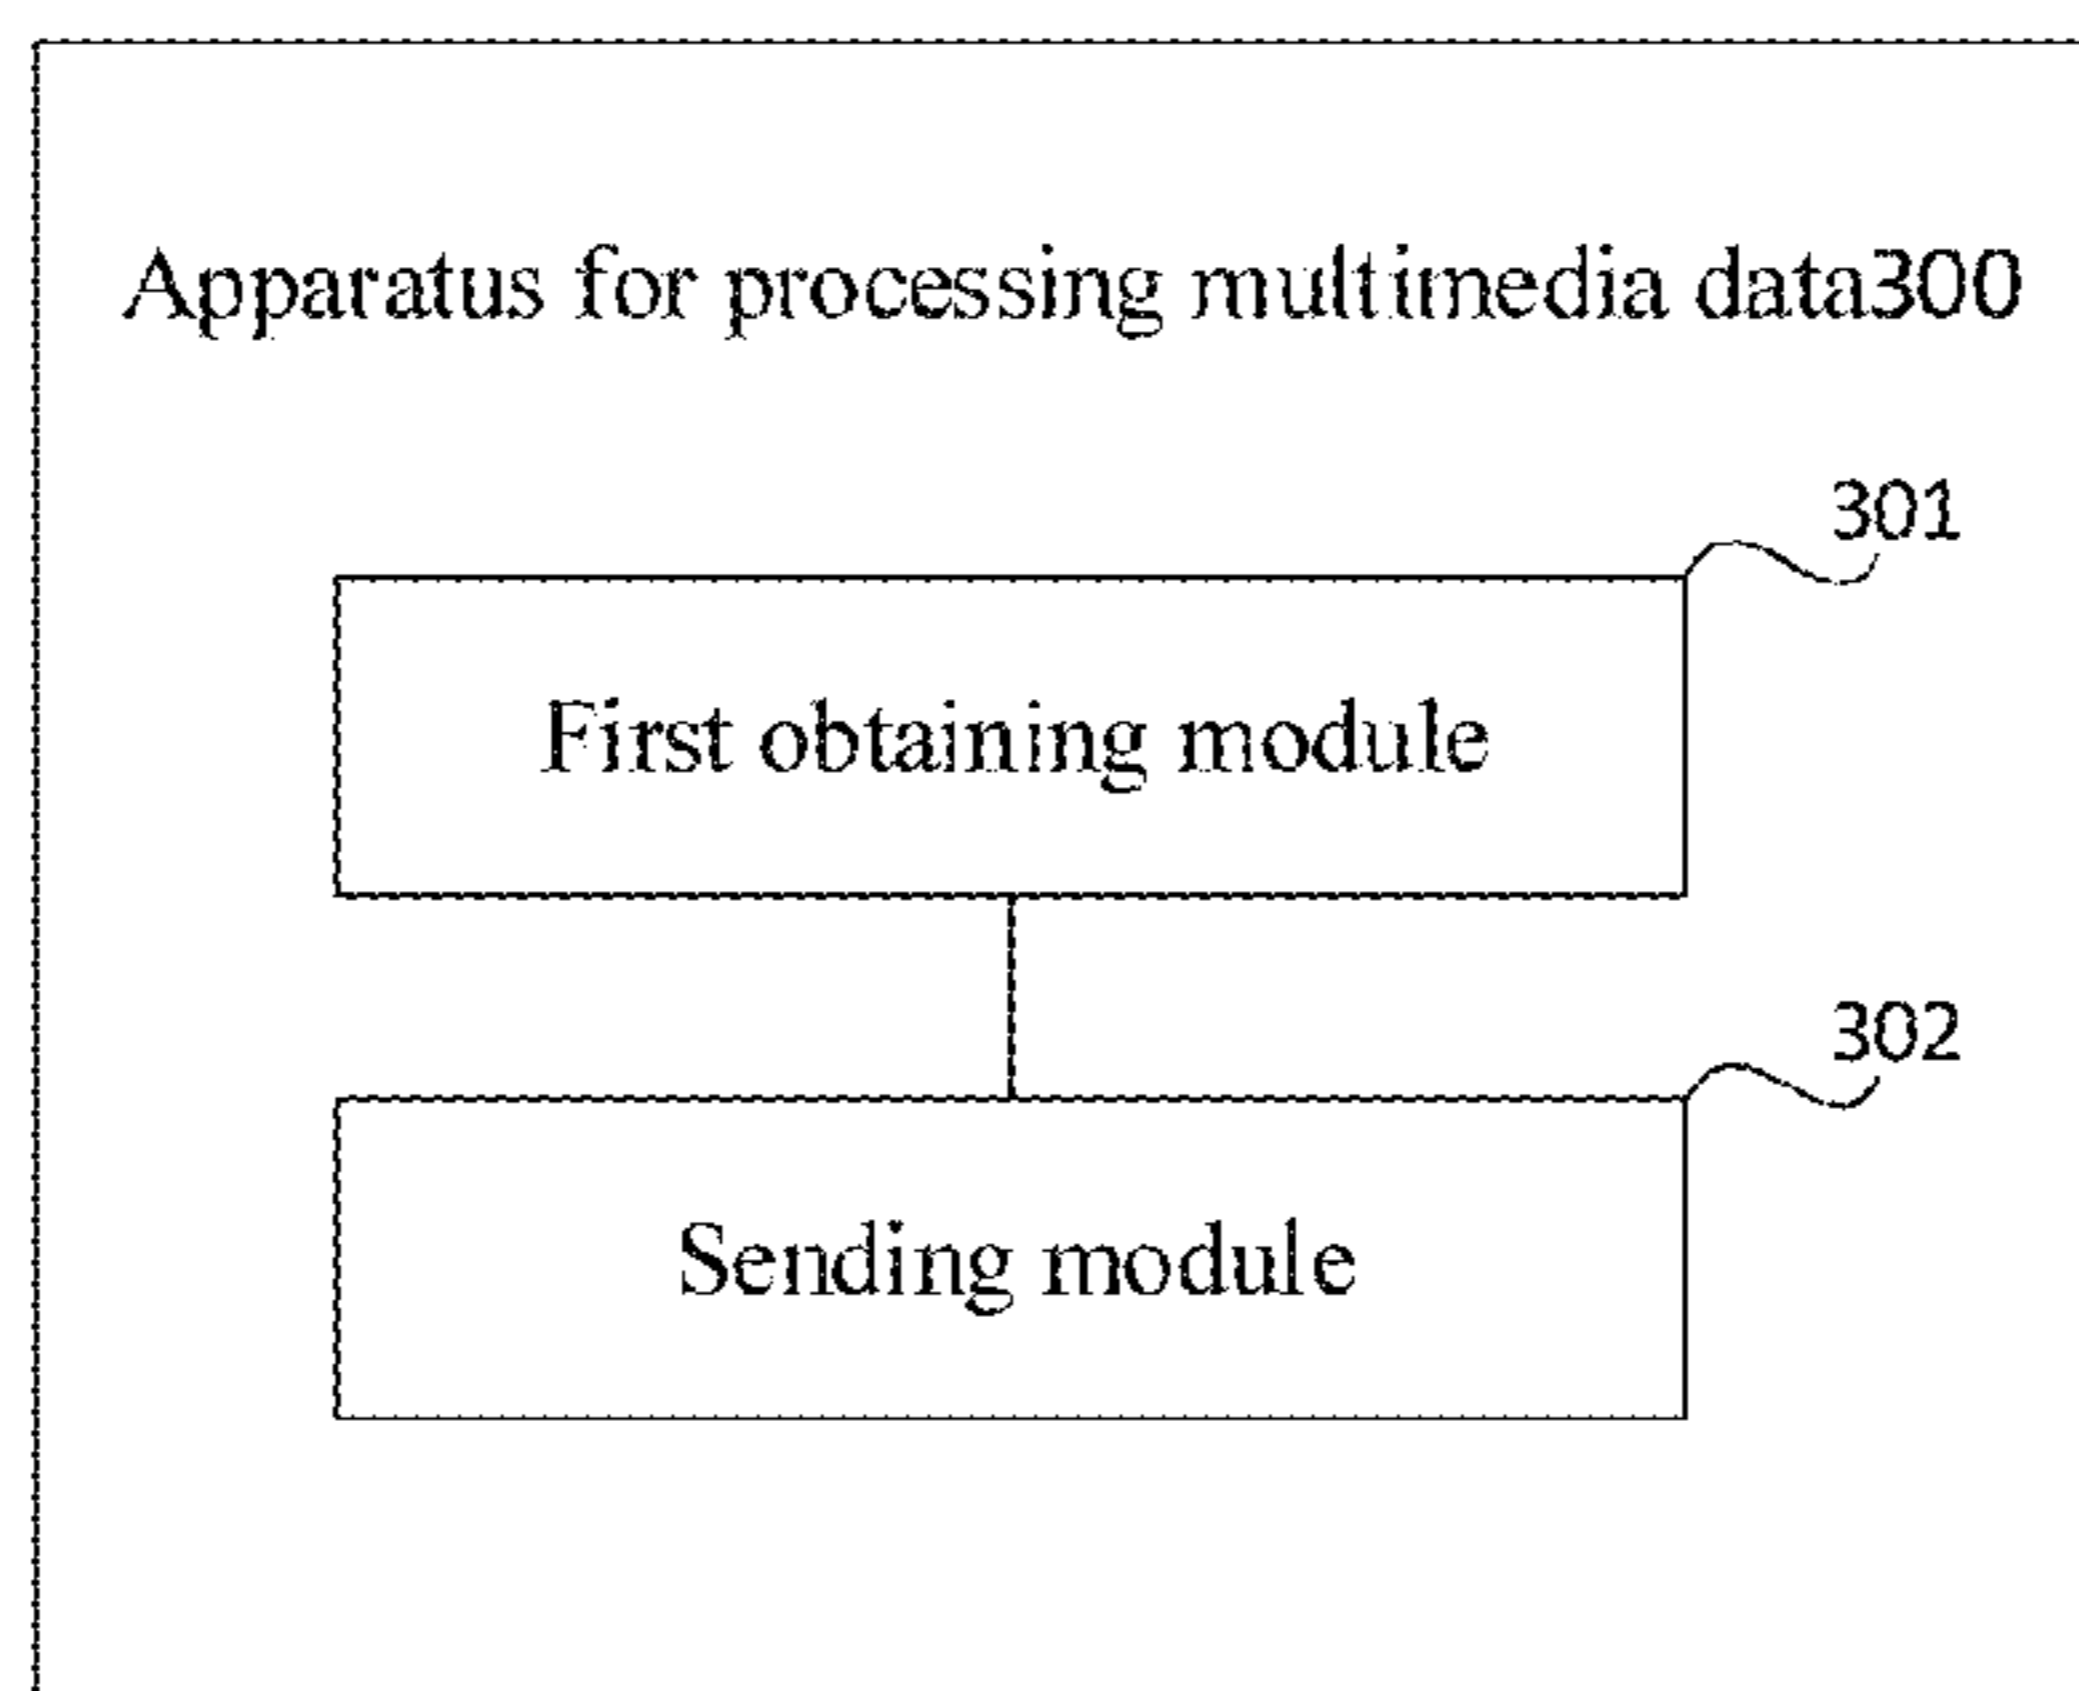 Apparatus for processing multimedia data300
301
First obtaining module
302
Sending module